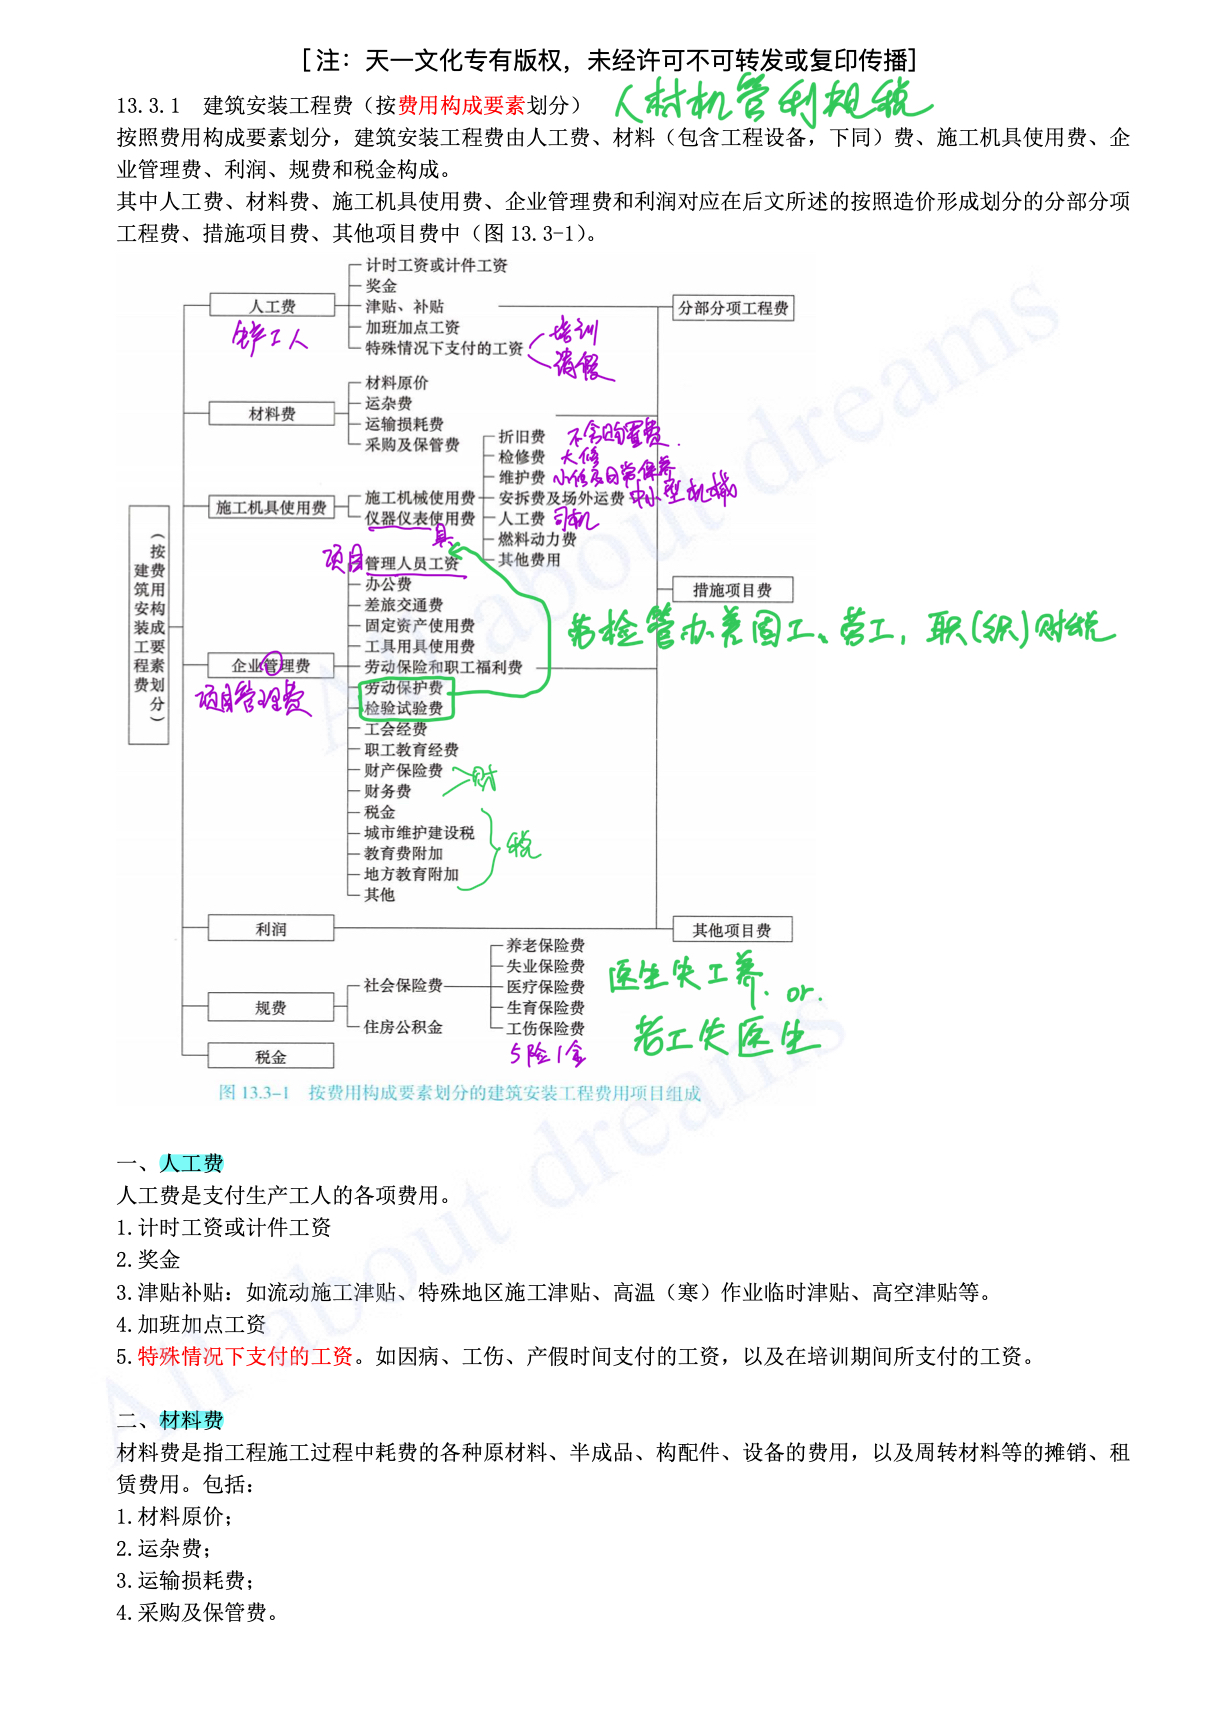 [注：天一文化专有版权，未经许可不可转发或复印传播]
13.3.1 建筑安装工程费（按费用构成要素划分） 人材机管利规税
按照费用构成要素划分，建筑安装工程费由人工费、材料（包含工程设备，下同）费、施工机具使用费、企
业管理费、利润、规费和税金构成。
其中人工费、材料费、施工机具使用费、企业管理费和利润对应在后文所述的按照造价形成划分的分部分项
工程费、措施项目费、其他项目费中（图13.3-1）。
建筑安装工程费
（按费用构成要素划分）
人工费
生产工人
计时工资或计件工资
奖金
津贴、补贴
加班加点工资
特殊情况下支付的工资
培训
请假
分部分项工程费
材料费
材料原价
运杂费
运输损耗费
采购及保管费
施工机具使用费
施工机械使用费
仪器仪表使用费
具
折旧费 不含购置费.
检修费 大修
维护费 小修及日常保养
安拆费及场外运费 中小型机械
人工费 司机
燃料动力费
其他费用
措施项目费
企业管理费
项目管理费
项目管理人员工资
办公费
差旅交通费
固定资产使用费
工具用具使用费
劳动保险和职工福利费
劳动保护费
检验试验费
工会经费
职工教育经费
财产保险费
财务费
财
税金
城市维护建设税
教育费附加
地方教育附加
税
其他
劳检管办差固工、劳工，职(织)财税
利润
其他项目费
规费
社会保险费
住房公积金
养老保险费
失业保险费
医疗保险费
生育保险费
工伤保险费
5险1金
医生失工养. or.
老工失医生
税金
图 13.3-1 按费用构成要素划分的建筑安装工程费用项目组成
一、人工费
人工费是支付生产工人的各项费用。
1.计时工资或计件工资
2.奖金
3.津贴补贴：如流动施工津贴、特殊地区施工津贴、高温（寒）作业临时津贴、高空津贴等。
4.加班加点工资
5.特殊情况下支付的工资。如因病、工伤、产假时间支付的工资，以及在培训期间所支付的工资。
二、材料费
材料费是指工程施工过程中耗费的各种原材料、半成品、构配件、设备的费用，以及周转材料等的摊销、租
赁费用。包括：
1.材料原价；
2.运杂费；
3.运输损耗费；
4.采购及保管费。
All about dreams
All about dreams